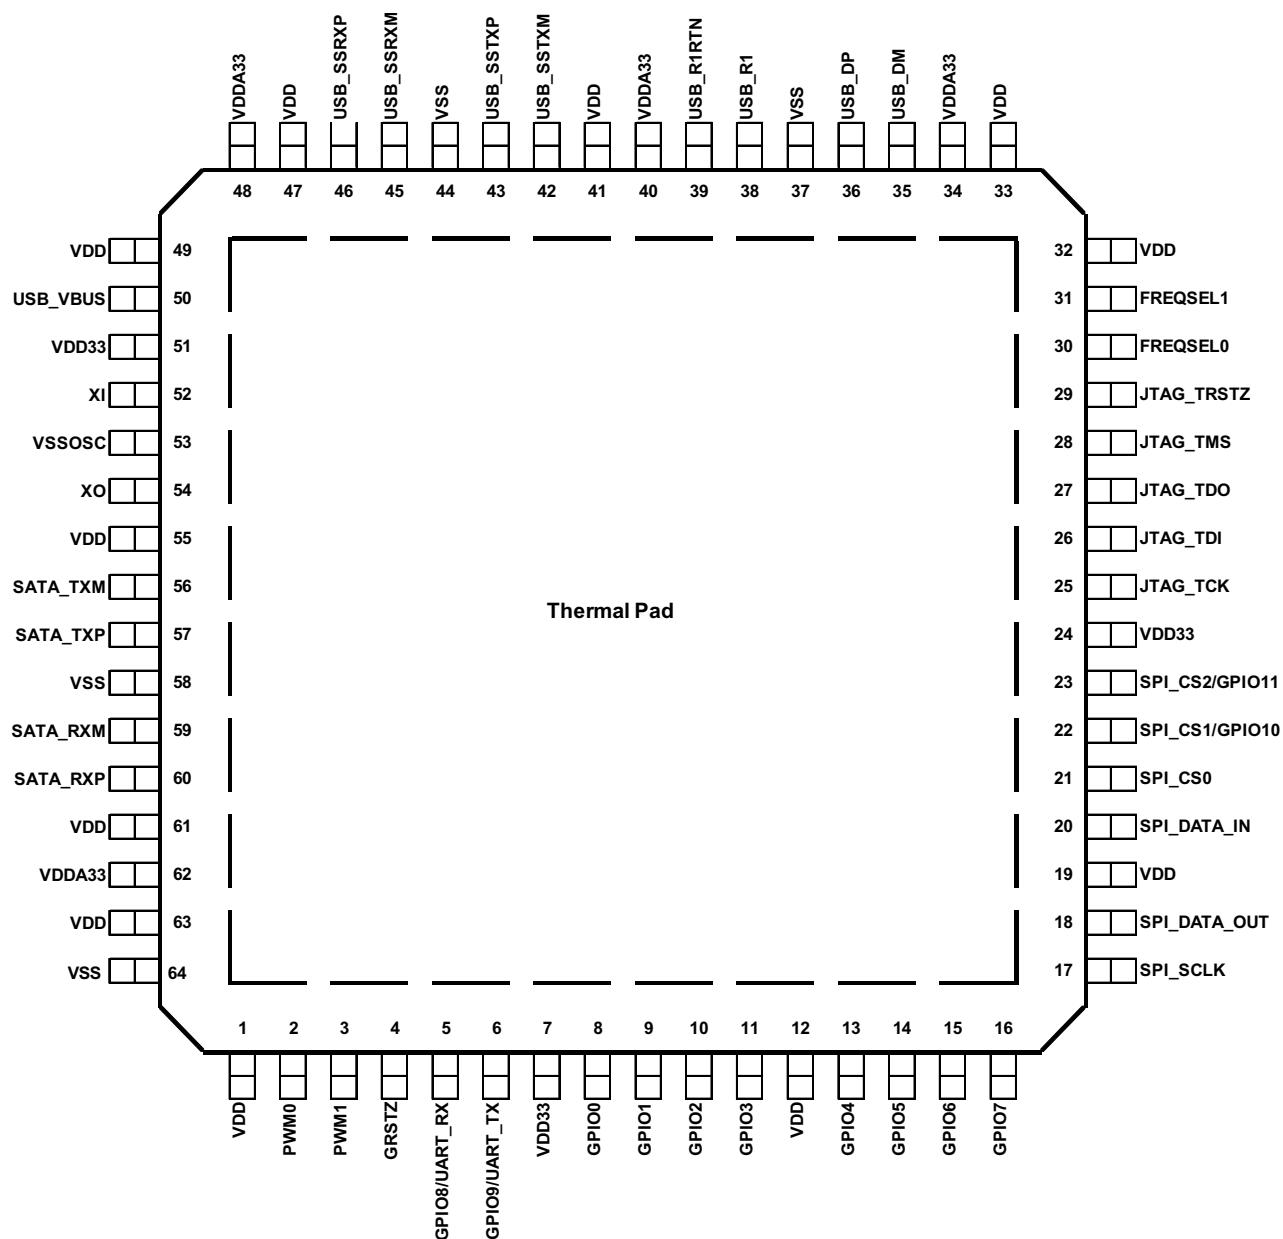 VDDA33
VDD
USB_SSRXP
USB_SSRXM
VSS
USB_SSTXP
USB_SSTXM
VDD
VDDA33
USB_R1RTN
USB_R1
VSS
USB_DP
USB_DM
VDDA33
VDD
48 47 46 45 44 43 42 41 40 39 38 37 36 35 34 33
VDD 49
32 VDD
USB_VBUS 50
31 FREQSEL1
VDD33 51
30 FREQSEL0
XI 52
29 JTAG_TRSTZ
VSSOSC 53
28 JTAG_TMS
XO 54
27 JTAG_TDO
VDD 55
26 JTAG_TDI
SATA_TXM 56
25 JTAG_TCK
Thermal Pad
SATA_TXP 57
24 VDD33
VSS 58
23 SPI_CS2/GPIO11
SATA_RXM 59
22 SPI_CS1/GPIO10
SATA_RXP 60
21 SPI_CS0
VDD 61
20 SPI_DATA_IN
VDDA33 62
19 VDD
VDD 63
18 SPI_DATA_OUT
VSS 64
17 SPI_SCLK
1 2 3 4 5 6 7 8 9 10 11 12 13 14 15 16
VDD
PWM0
PWM1
GRSTZ
GPIO8/UART_RX
GPIO9/UART_TX
VDD33
GPIO0
GPIO1
GPIO2
GPIO3
VDD
GPIO4
GPIO5
GPIO6
GPIO7